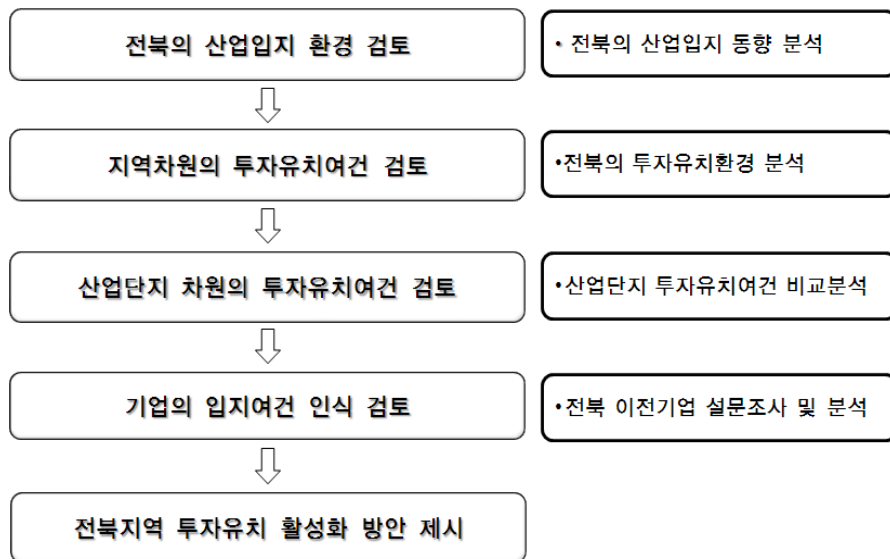 전북의 산업입지 환경 검토
• 전북의 산업입지 동향 분석
지역차원의 투자유치여건 검토
•전북의 투자유치환경 분석
산업단지 차원의 투자유치여건 검토
•산업단지 투자유치여건 비교분석
기업의 입지여건 인식 검토
•전북 이전기업 설문조사 및 분석
전북지역 투자유치 활성화 방안 제시